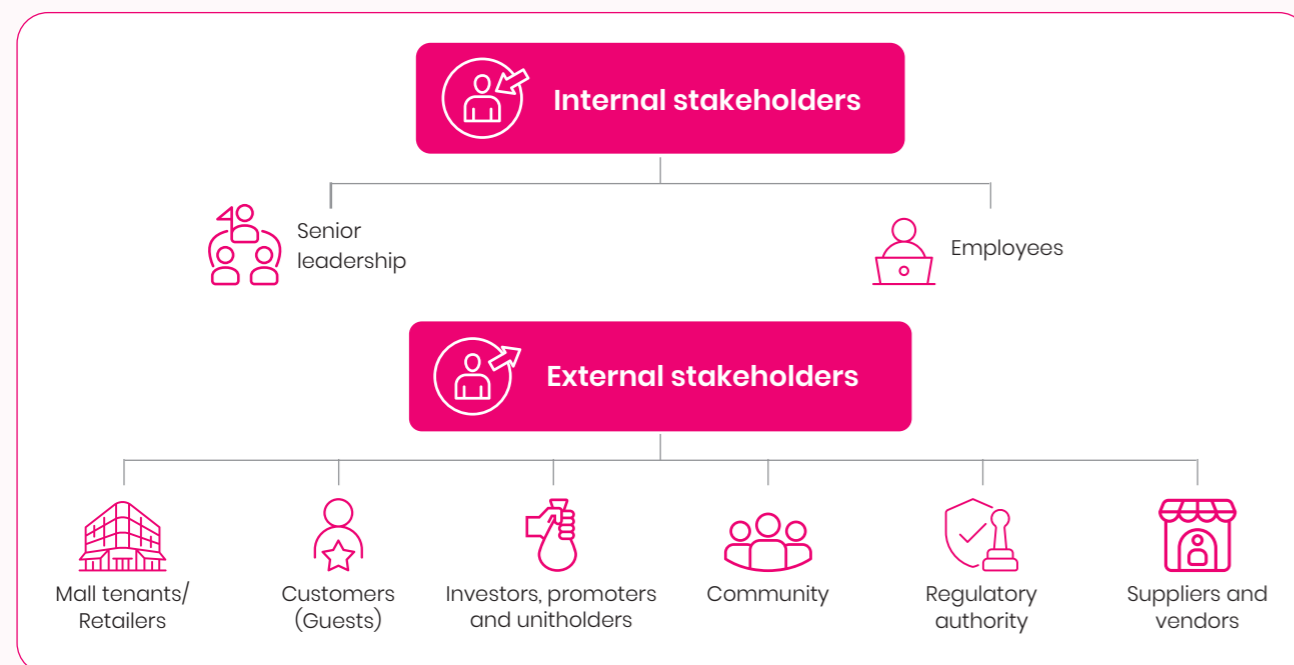 Internal stakeholders
Senior
leadership
Employees
External stakeholders
Mall tenants/
Retailers
Customers
(Guests)
Investors, promoters
and unitholders
Community
Regulatory
authority
Suppliers and
vendors